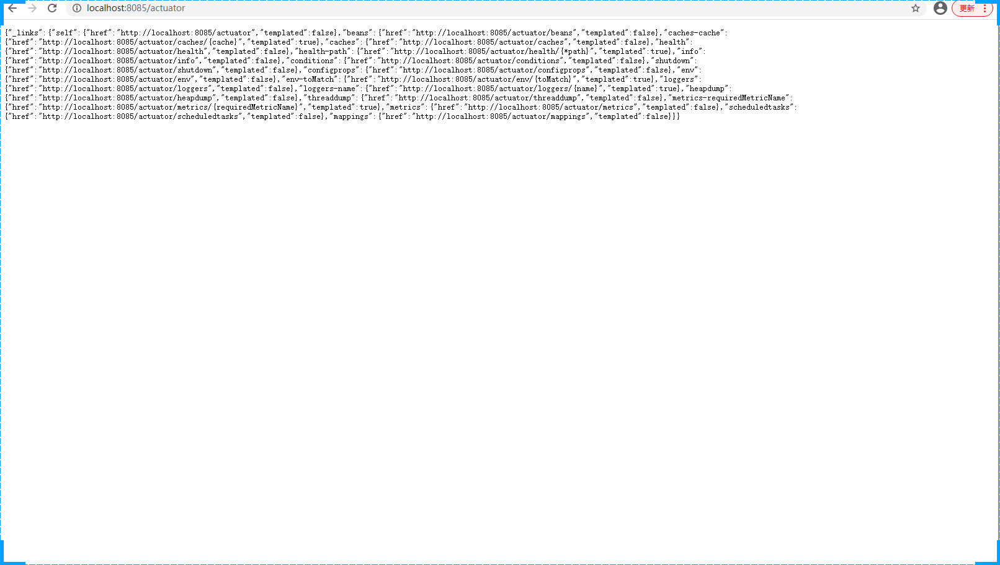 localhost:8085/actuator
更新
{"_links":{"self":{"href":"http://localhost:8085/actuator","templated":false},"beans":{"href":"http://localhost:8085/actuator/beans","templated":false},"caches-cache":
{"href":"http://localhost:8085/actuator/caches/{cache}","templated":true},"caches":{"href":"http://localhost:8085/actuator/caches","templated":false},"health":
{"href":"http://localhost:8085/actuator/health","templated":false},"health-path":{"href":"http://localhost:8085/actuator/health/{*path}","templated":true},"info":
{"href":"http://localhost:8085/actuator/info","templated":false},"conditions":{"href":"http://localhost:8085/actuator/conditions","templated":false},"shutdown":
{"href":"http://localhost:8085/actuator/shutdown","templated":false},"configprops":{"href":"http://localhost:8085/actuator/configprops","templated":false},"env":
{"href":"http://localhost:8085/actuator/env","templated":false},"env-toMatch":{"href":"http://localhost:8085/actuator/env/{toMatch}","templated":true},"loggers":
{"href":"http://localhost:8085/actuator/loggers","templated":false},"loggers-name":{"href":"http://localhost:8085/actuator/loggers/{name}","templated":true},"heapdump":
{"href":"http://localhost:8085/actuator/heapdump","templated":false},"threaddump":{"href":"http://localhost:8085/actuator/threaddump","templated":false},"metrics-requiredMetricName":
{"href":"http://localhost:8085/actuator/metrics/{requiredMetricName}","templated":true},"metrics":{"href":"http://localhost:8085/actuator/metrics","templated":false},"scheduledtasks":
{"href":"http://localhost:8085/actuator/scheduledtasks","templated":false},"mappings":{"href":"http://localhost:8085/actuator/mappings","templated":false}}}